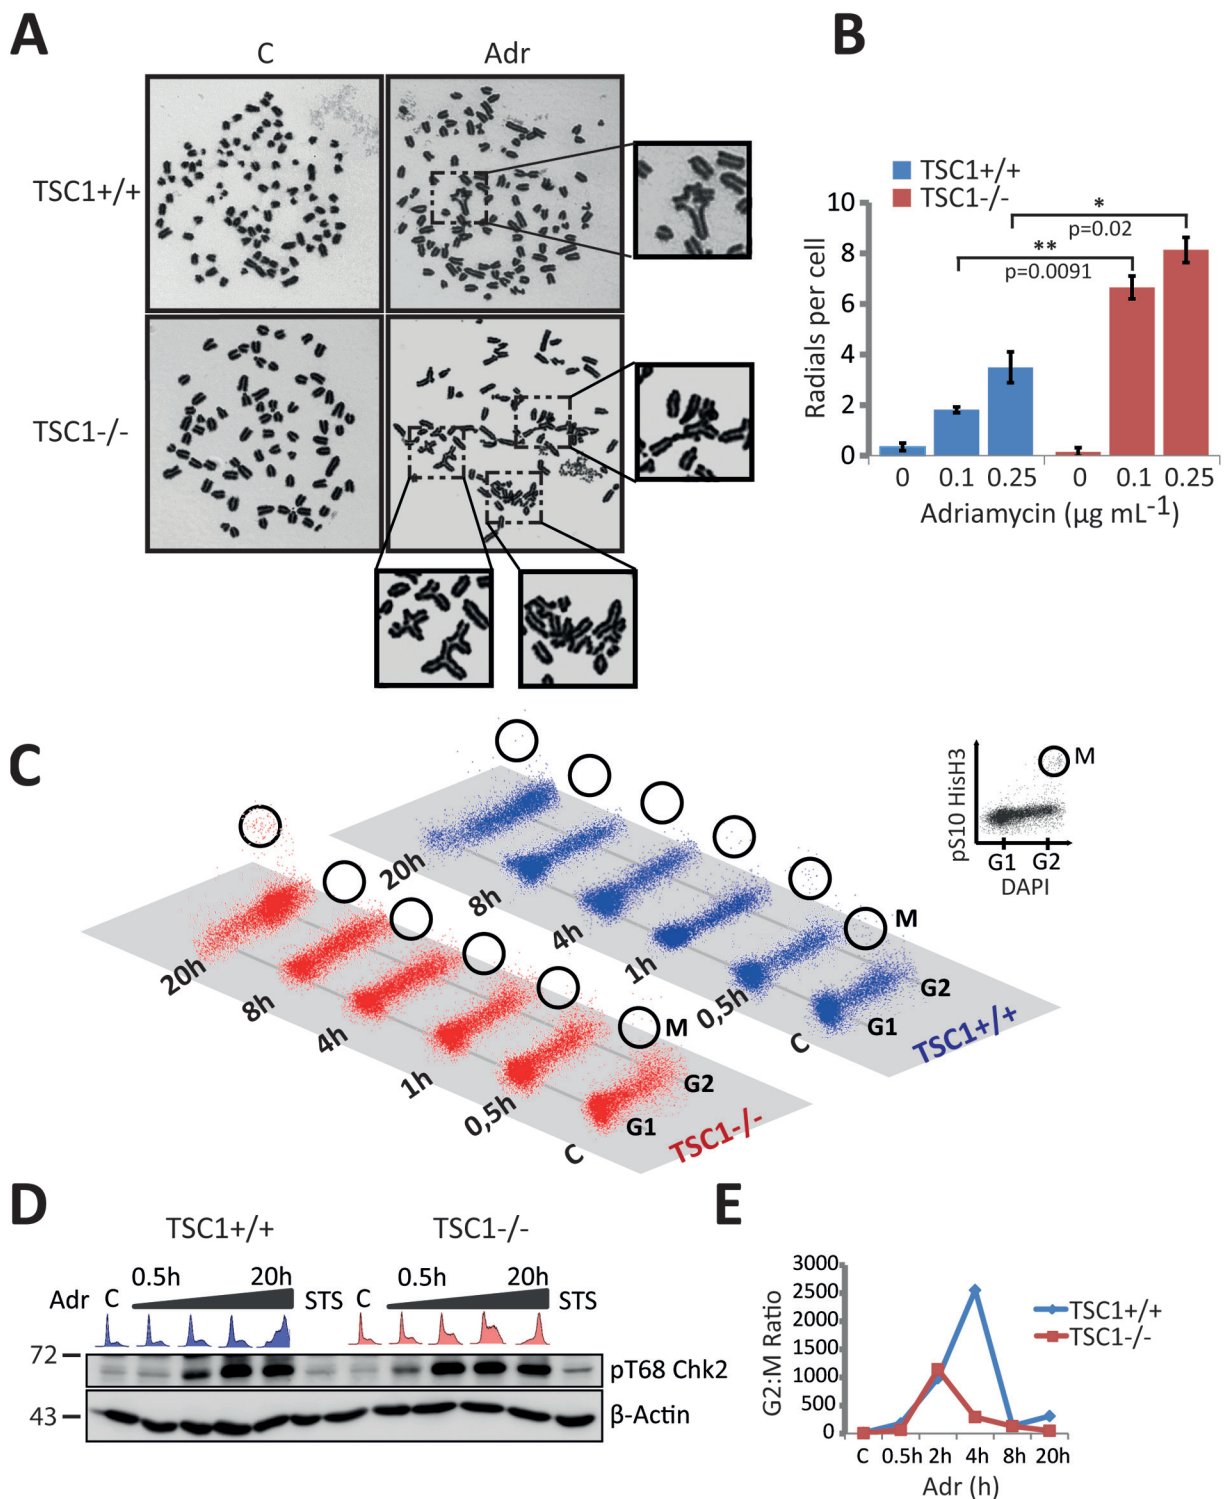 A
C
Adr
TSC1+/+
TSC1-/-
B
TSC1+/+
TSC1-/-
Radials per cell
10
8
6
4
2
0
*
p=0.02
**
p=0.0091
0 0.1 0.25 0 0.1 0.25
Adriamycin (µg mL-1)
C
pS10 HisH3
M
G1 G2
DAPI
20h
8h
4h
1h
0,5h
C
M
G2
G1
TSC1+/+
20h
8h
4h
1h
0,5h
C
M
G2
G1
TSC1-/-
D
TSC1+/+ TSC1-/-
0.5h 20h 0.5h 20h
Adr C STS C STS
72
pT68 Chk2
43
β-Actin
E
G2:M Ratio
3000
2500
2000
1500
1000
500
0
TSC1+/+
TSC1-/-
C 0.5h 2h 4h 8h 20h
Adr (h)